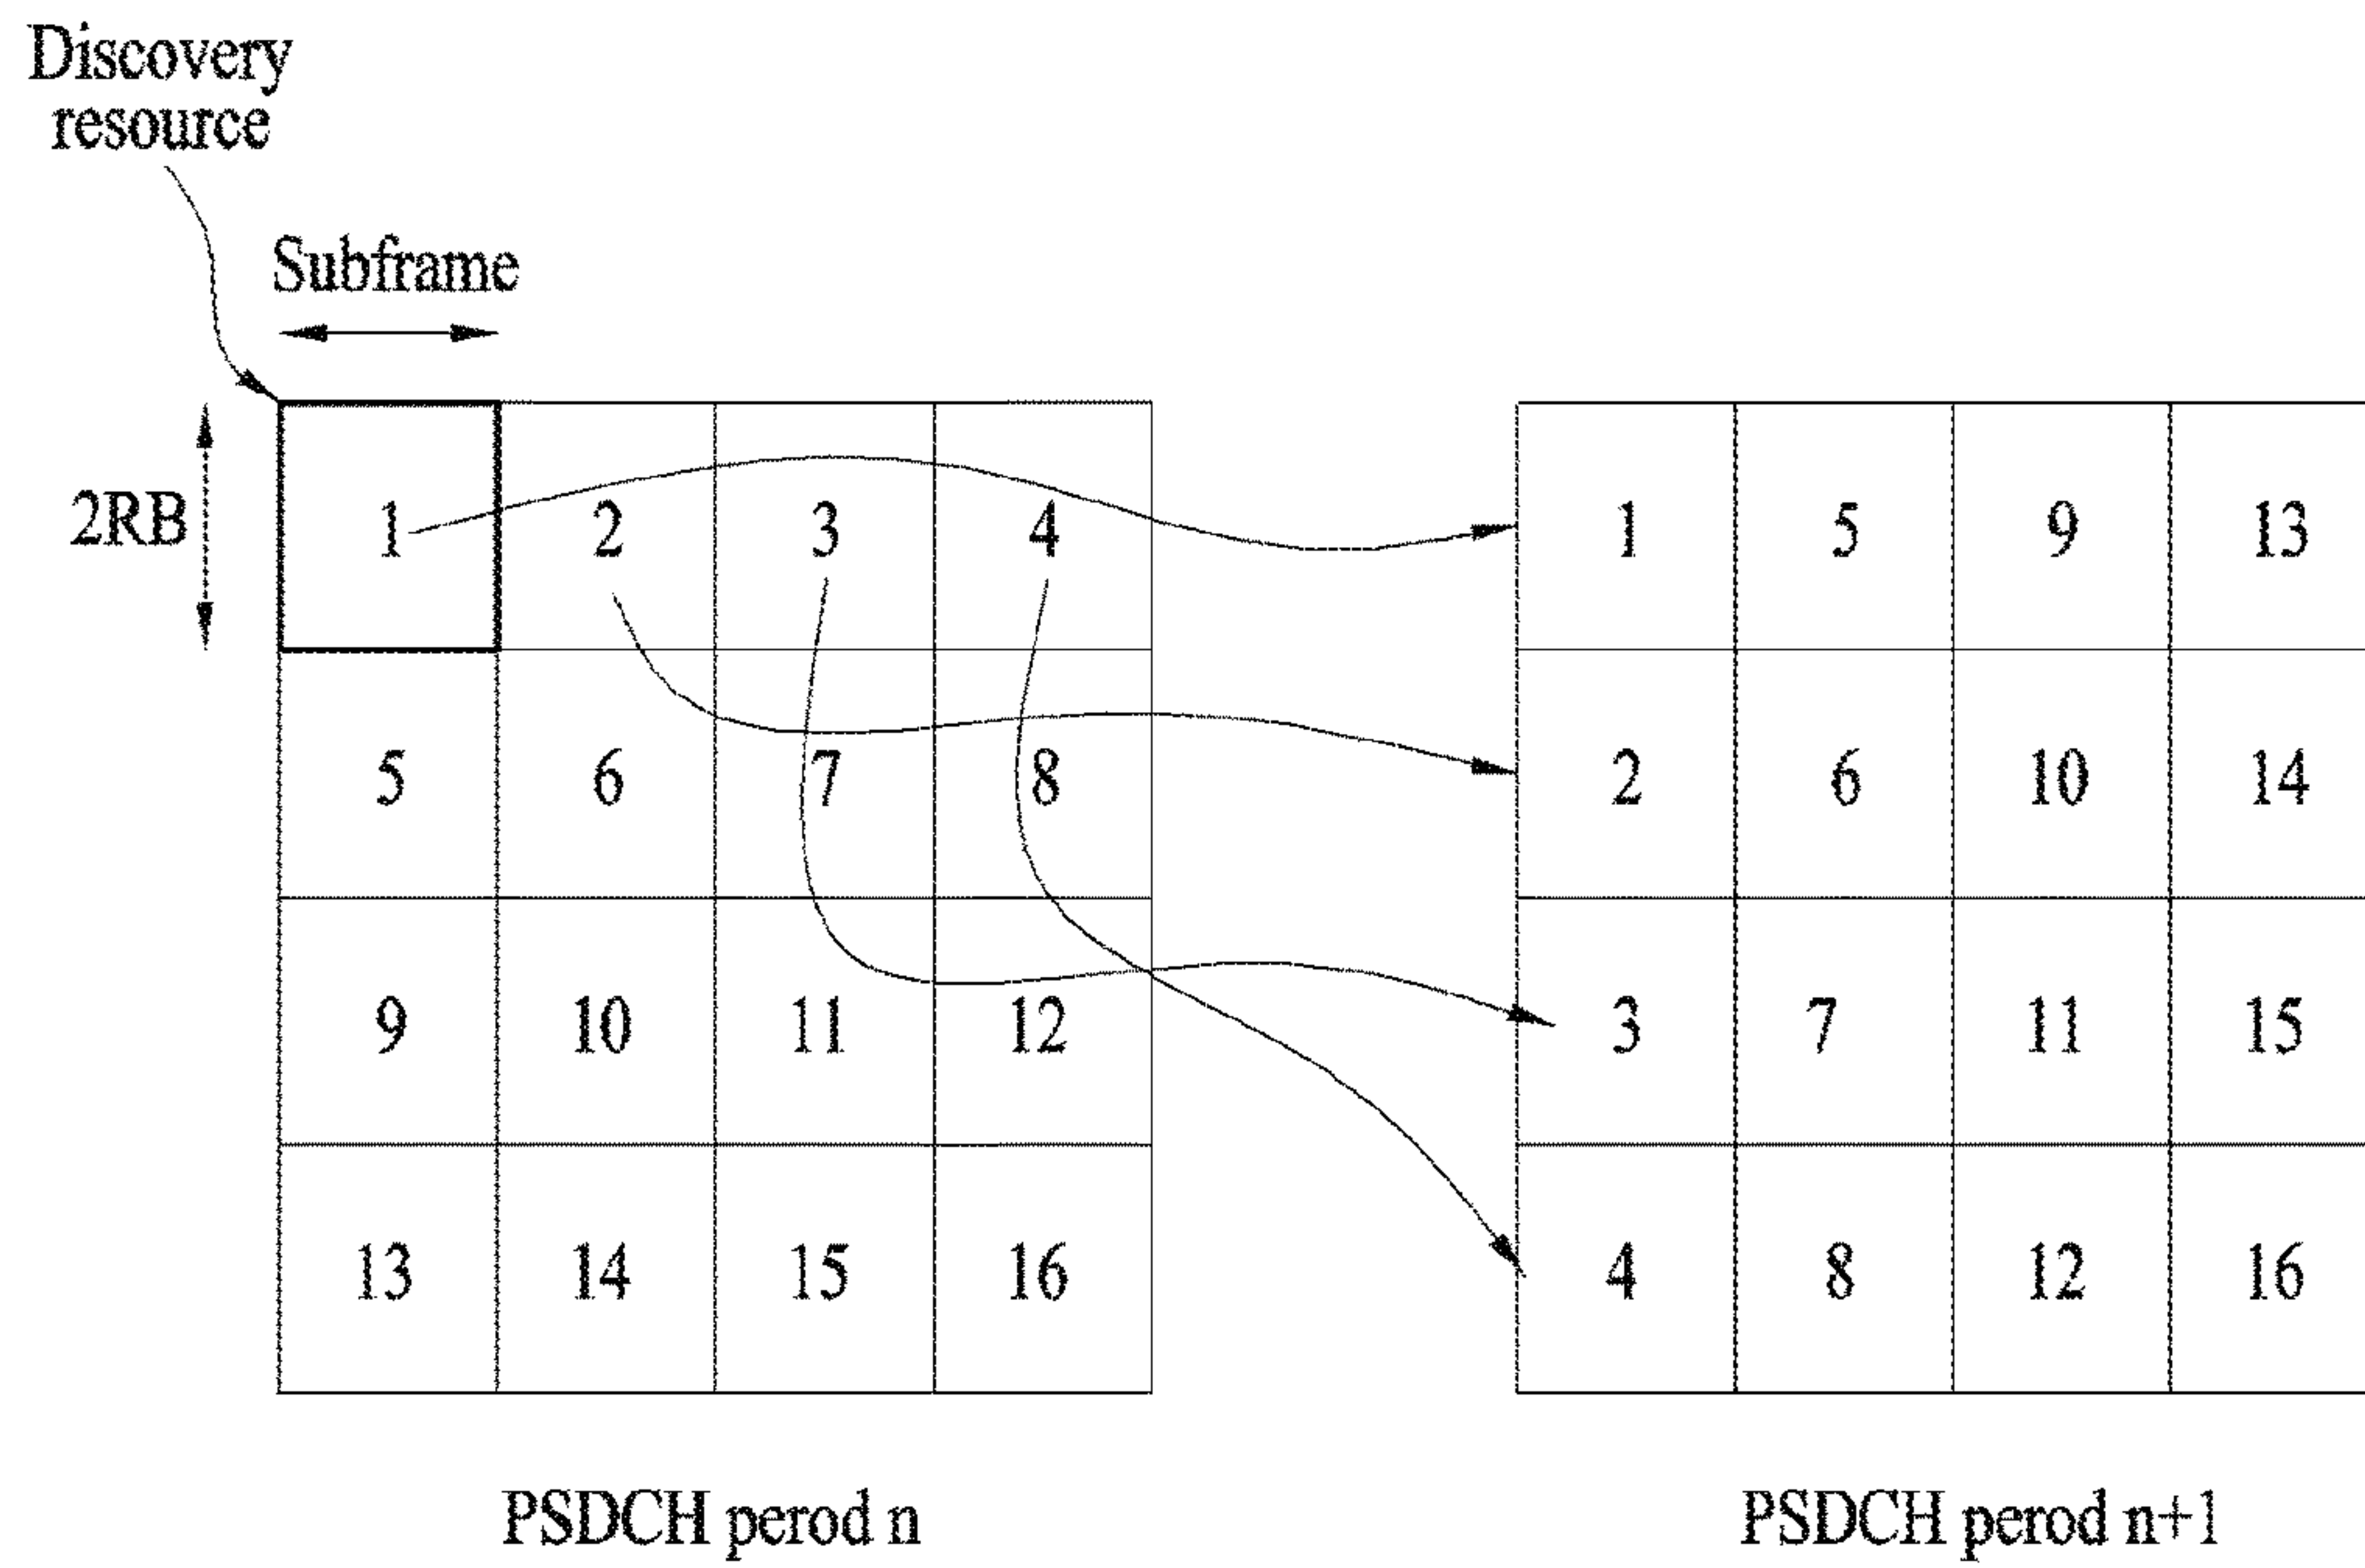 Discovery
resource
Subframe
2RB
1 2 3 4 1 5 9 13
5 6 7 8 2 6 10 14
9 10 11 12 3 7 11 15
13 14 15 16 4 8 12 16
PSDCH perod n PSDCH perod n+1